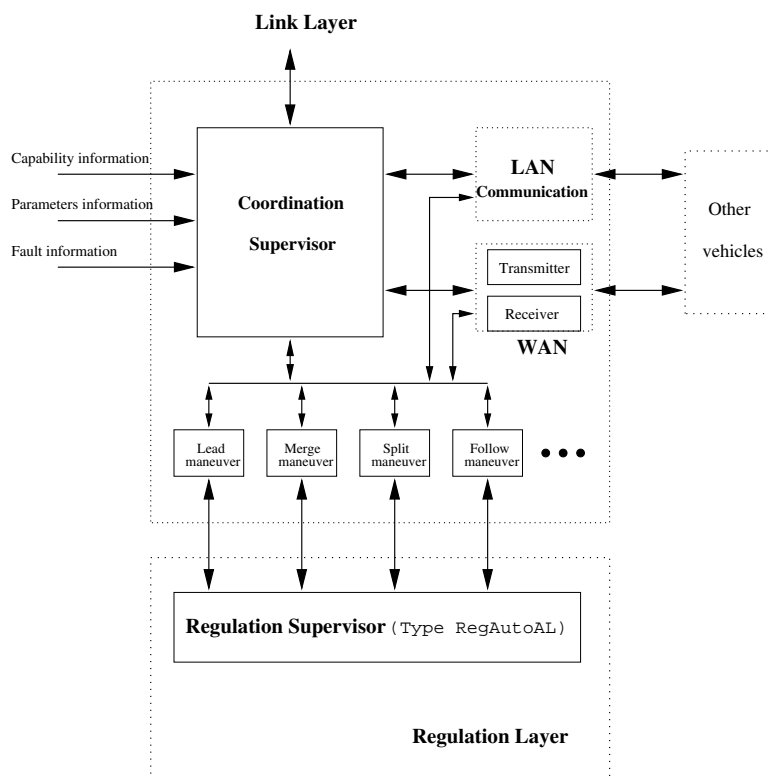 Link Layer
Capability information
Parameters information
Fault information
Coordination
Supervisor
LAN
Communication
Transmitter
Receiver
WAN
Other
vehicles
Lead
maneuver
Merge
maneuver
Split
maneuver
Follow
maneuver
Regulation Supervisor (Type RegAutoAL)
Regulation Layer